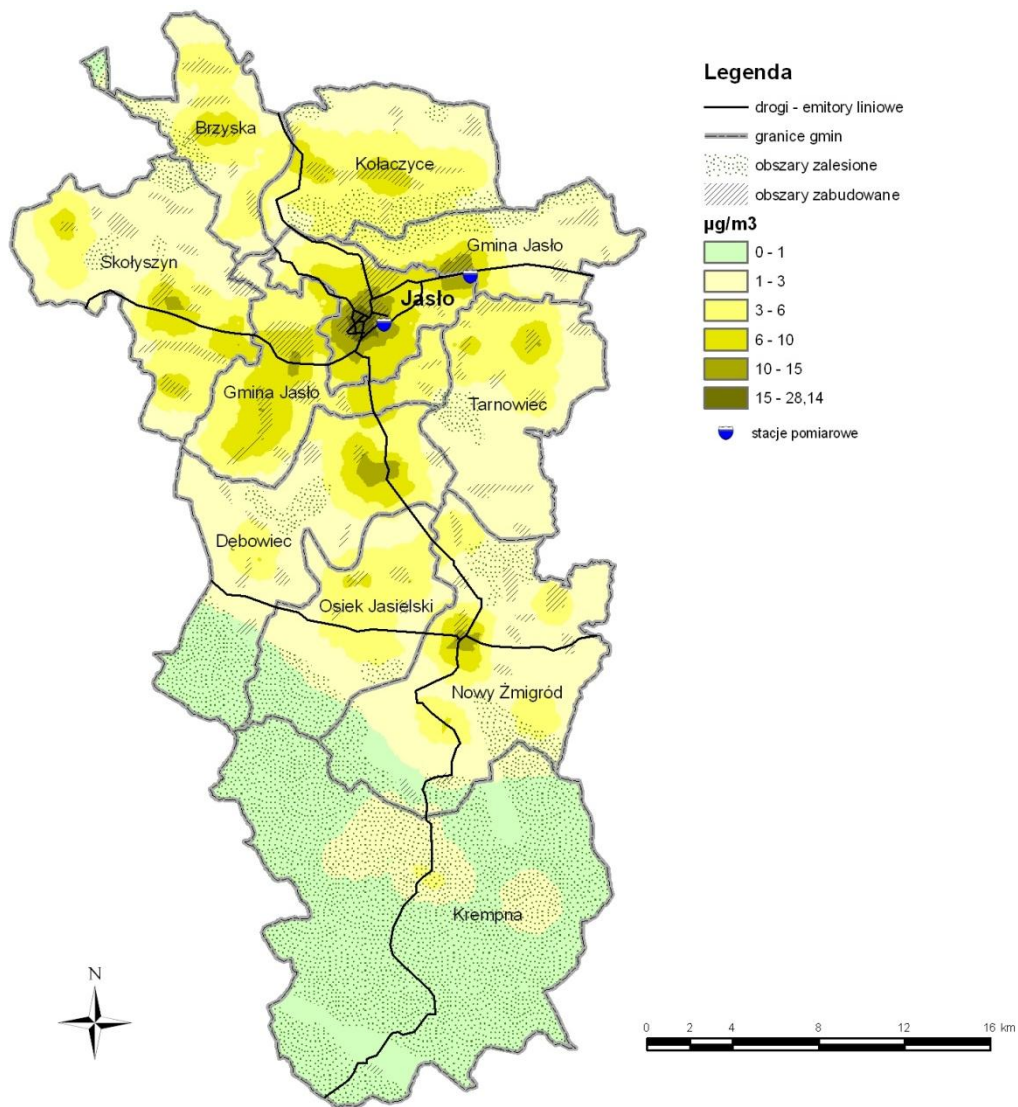 Legenda
drogi - emitory liniowe
granice gmin
obszary zalesione
obszary zabudowane
µg/m3
0 - 1
1 - 3
3 - 6
6 - 10
10 - 15
15 - 28,14
stacje pomiarowe
Brzyska
Kołaczyce
Gmina Jasło
Skołyszyn
Jasło
Gmina Jasło
Tarnowiec
Dębowiec
Osiek Jasielski
Nowy Żmigród
Krempna
N
0 2 4 8 12 16 km